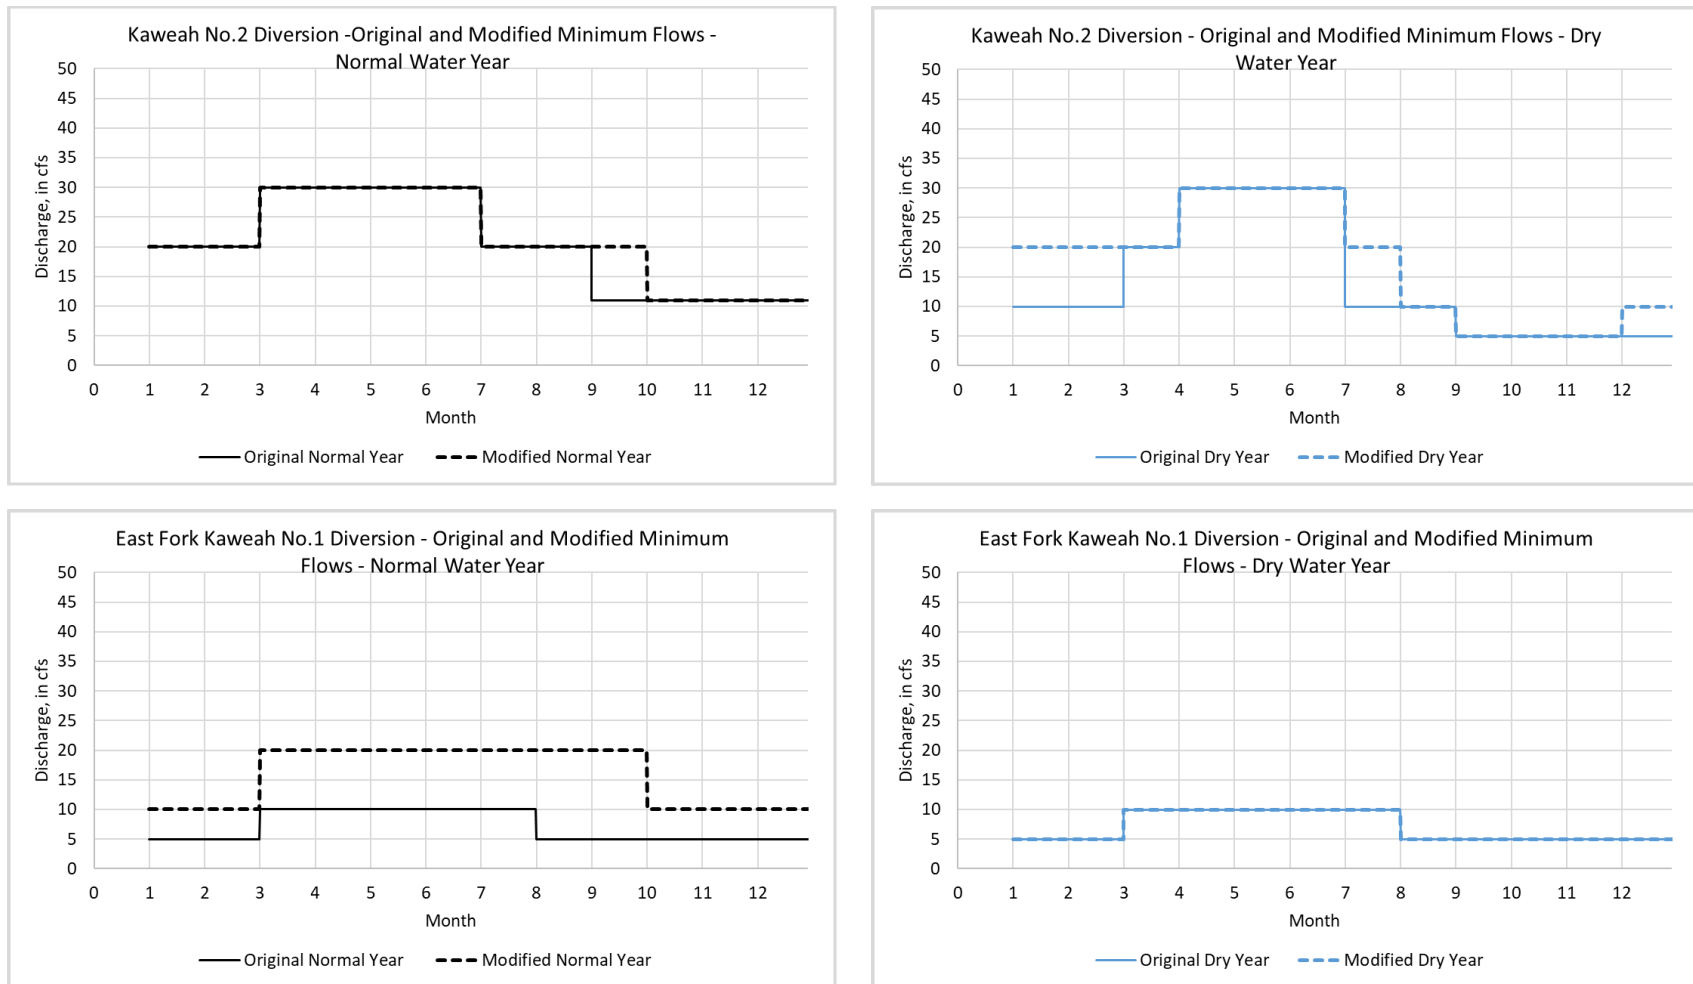 Kaweah No.2 Diversion -Original and Modified Minimum Flows -
Normal Water Year
50
45
40
35
30
25
20
15
10
5
0
Discharge, in cfs
0 1 2 3 4 5 6 7 8 9 10 11 12
Month
Original Normal Year Modified Normal Year
Kaweah No.2 Diversion - Original and Modified Minimum Flows - Dry
Water Year
50
45
40
35
30
25
20
15
10
5
0
Discharge, in cfs
0 1 2 3 4 5 6 7 8 9 10 11 12
Month
Original Dry Year Modified Dry Year
East Fork Kaweah No.1 Diversion - Original and Modified Minimum
Flows - Normal Water Year
50
45
40
35
30
25
20
15
10
5
0
Discharge, in cfs
0 1 2 3 4 5 6 7 8 9 10 11 12
Month
Original Normal Year Modified Normal Year
East Fork Kaweah No.1 Diversion - Original and Modified Minimum
Flows - Dry Water Year
50
45
40
35
30
25
20
15
10
5
0
Discharge, in cfs
0 1 2 3 4 5 6 7 8 9 10 11 12
Month
Original Dry Year Modified Dry Year